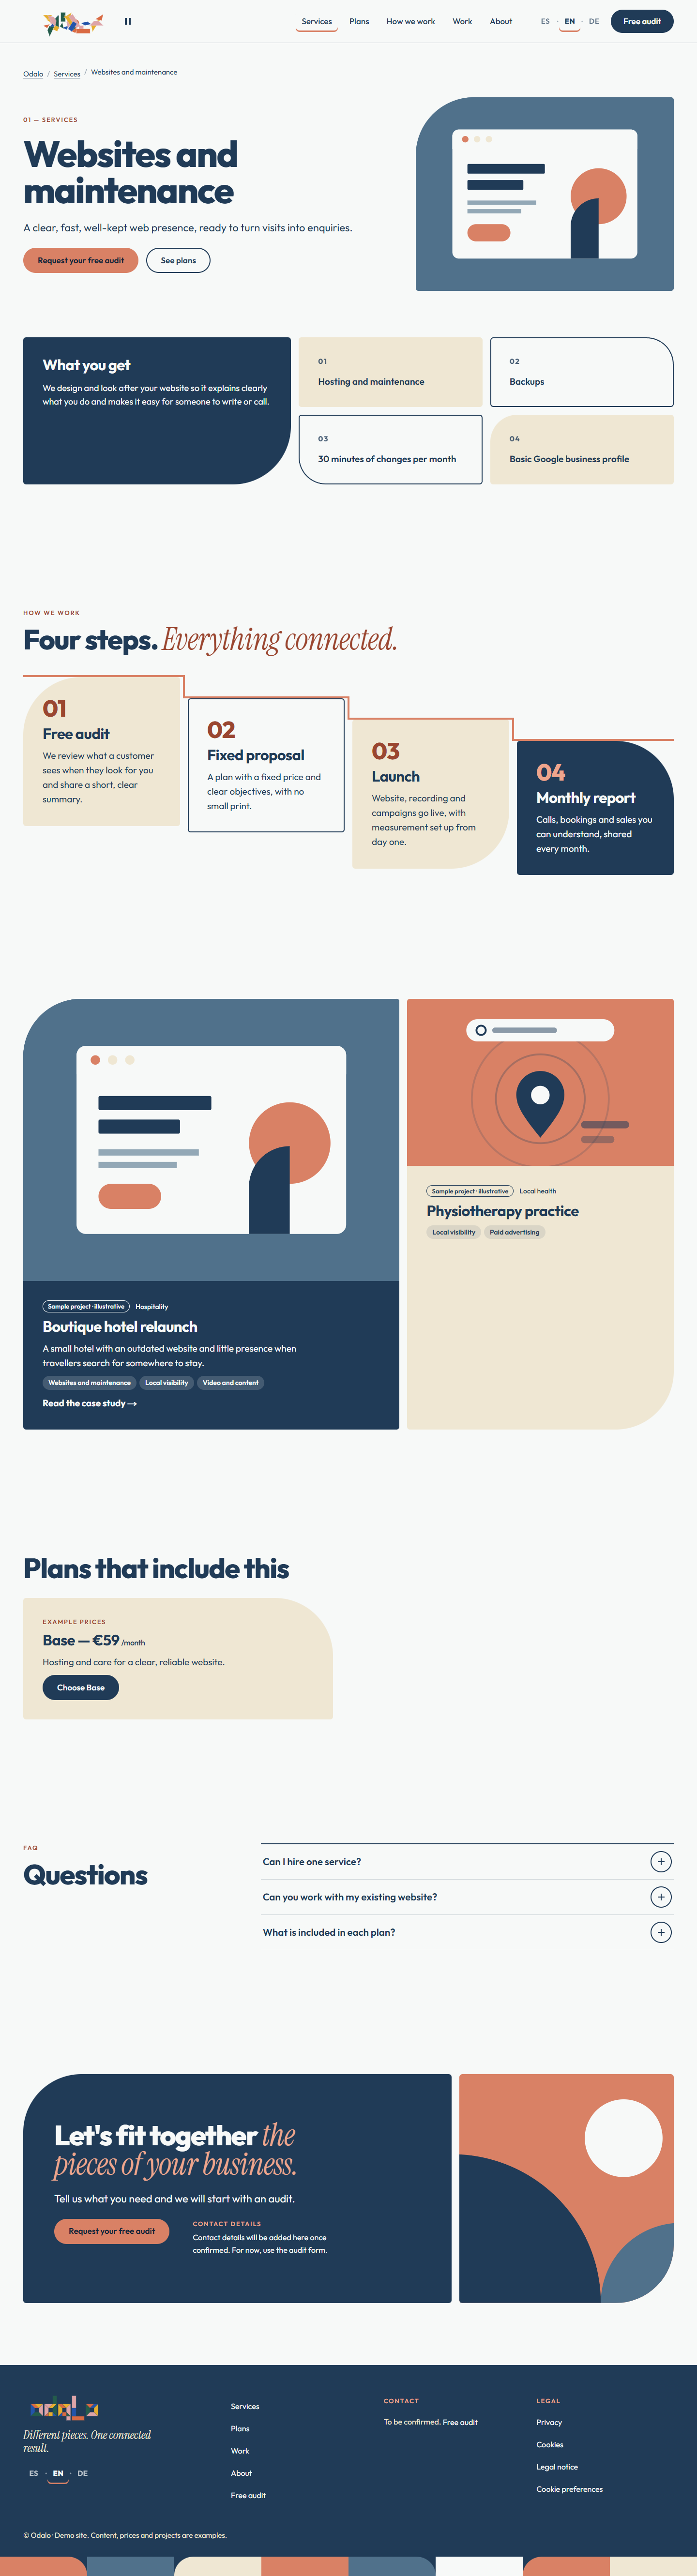 Services
Plans
How we work
Work
About
ES · EN · DE
Free audit
Odalo / Services / Websites and maintenance
01 — SERVICES
Websites and
maintenance
A clear, fast, well-kept web presence, ready to turn visits into enquiries.
Request your free audit
See plans
What you get
We design and look after your website so it explains clearly
what you do and makes it easy for someone to write or call.
01
Hosting and maintenance
02
Backups
03
30 minutes of changes per month
04
Basic Google business profile
HOW WE WORK
Four steps. Everything connected.
01
Free audit
We review what a customer
sees when they look for you
and share a short, clear
summary.
02
Fixed proposal
A plan with a fixed price and
clear objectives, with no
small print.
03
Launch
Website, recording and
campaigns go live, with
measurement set up from
day one.
04
Monthly report
Calls, bookings and sales you
can understand, shared
every month.
Sample project · illustrative
Hospitality
Boutique hotel relaunch
A small hotel with an outdated website and little presence when
travellers search for somewhere to stay.
Websites and maintenance
Local visibility
Video and content
Read the case study →
Sample project · illustrative
Local health
Physiotherapy practice
Local visibility
Paid advertising
Plans that include this
EXAMPLE PRICES
Base — €59 /month
Hosting and care for a clear, reliable website.
Choose Base
FAQ
Questions
Can I hire one service?
Can you work with my existing website?
What is included in each plan?
Let's fit together the
pieces of your business.
Tell us what you need and we will start with an audit.
Request your free audit
CONTACT DETAILS
Contact details will be added here once
confirmed. For now, use the audit form.
odalo
Different pieces. One connected
result.
ES · EN · DE
Services
Plans
Work
About
Free audit
CONTACT
To be confirmed. Free audit
LEGAL
Privacy
Cookies
Legal notice
Cookie preferences
© Odalo · Demo site. Content, prices and projects are examples.